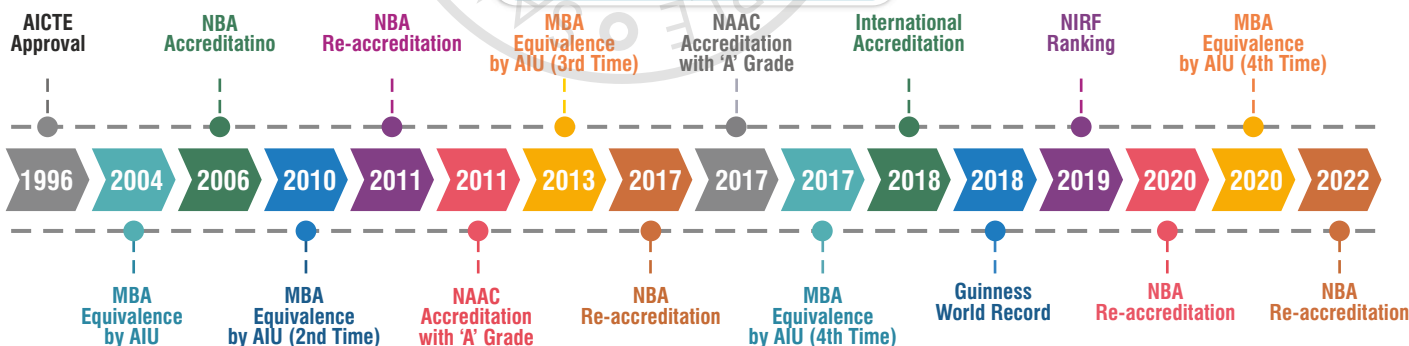 AICTE
Approval
NBA
Accreditatino
NBA
Re-accreditation
MBA
Equivalence
by AIU (3rd Time)
NAAC
Accreditation
with ‘A’ Grade
International
Accreditation
NIRF
Ranking
MBA
Equivalence
by AIU (4th Time)
1996 2004 2006 2010 2011 2011 2013 2017 2017 2017 2018 2018 2019 2020 2020 2022
MBA
Equivalence
by AIU
MBA
Equivalence
by AIU (2nd Time)
NAAC
Accreditation
with ‘A’ Grade
NBA
Re-accreditation
MBA
Equivalence
by AIU (4th Time)
Guinness
World Record
NBA
Re-accreditation
NBA
Re-accreditation